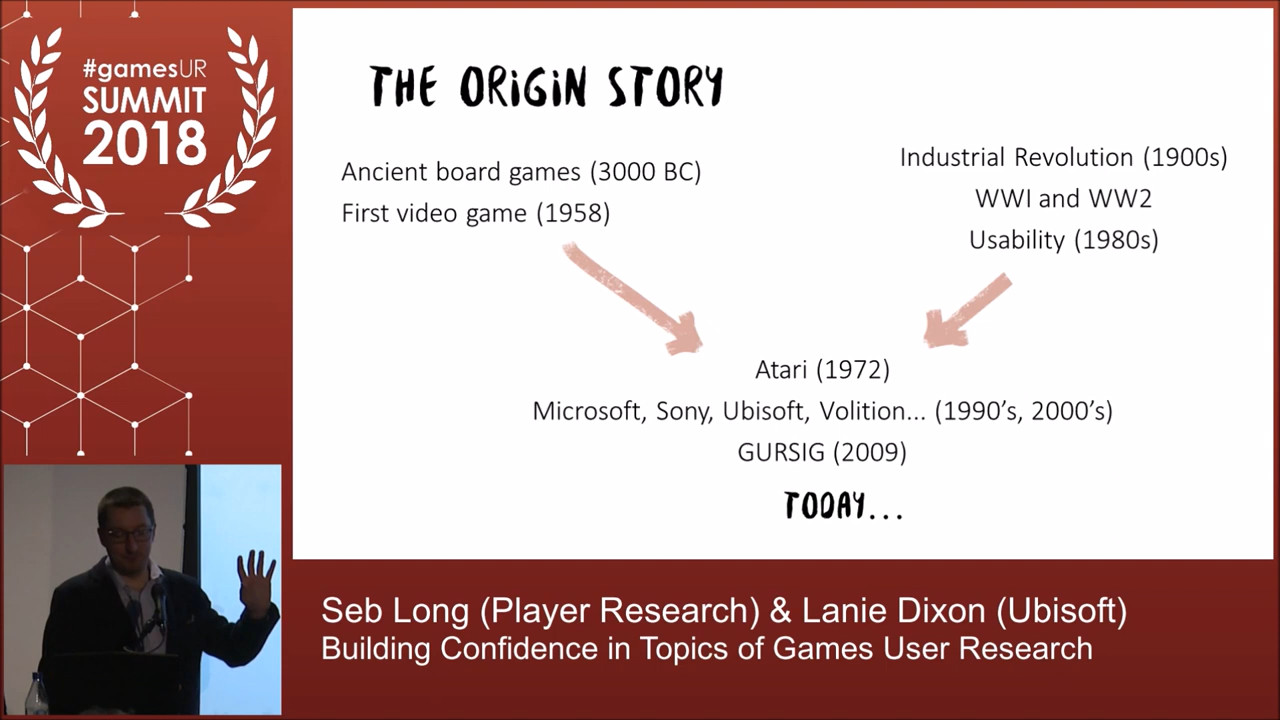 #gamesUR
SUMMIT
2018
THE ORIGIN STORY
Ancient board games (3000 BC)
First video game (1958)
Industrial Revolution (1900s)
WWI and WW2
Usability (1980s)
Atari (1972)
Microsoft, Sony, Ubisoft, Volition... (1990's, 2000's)
GURSIG (2009)
TODAY...
Seb Long (Player Research) & Lanie Dixon (Ubisoft)
Building Confidence in Topics of Games User Research